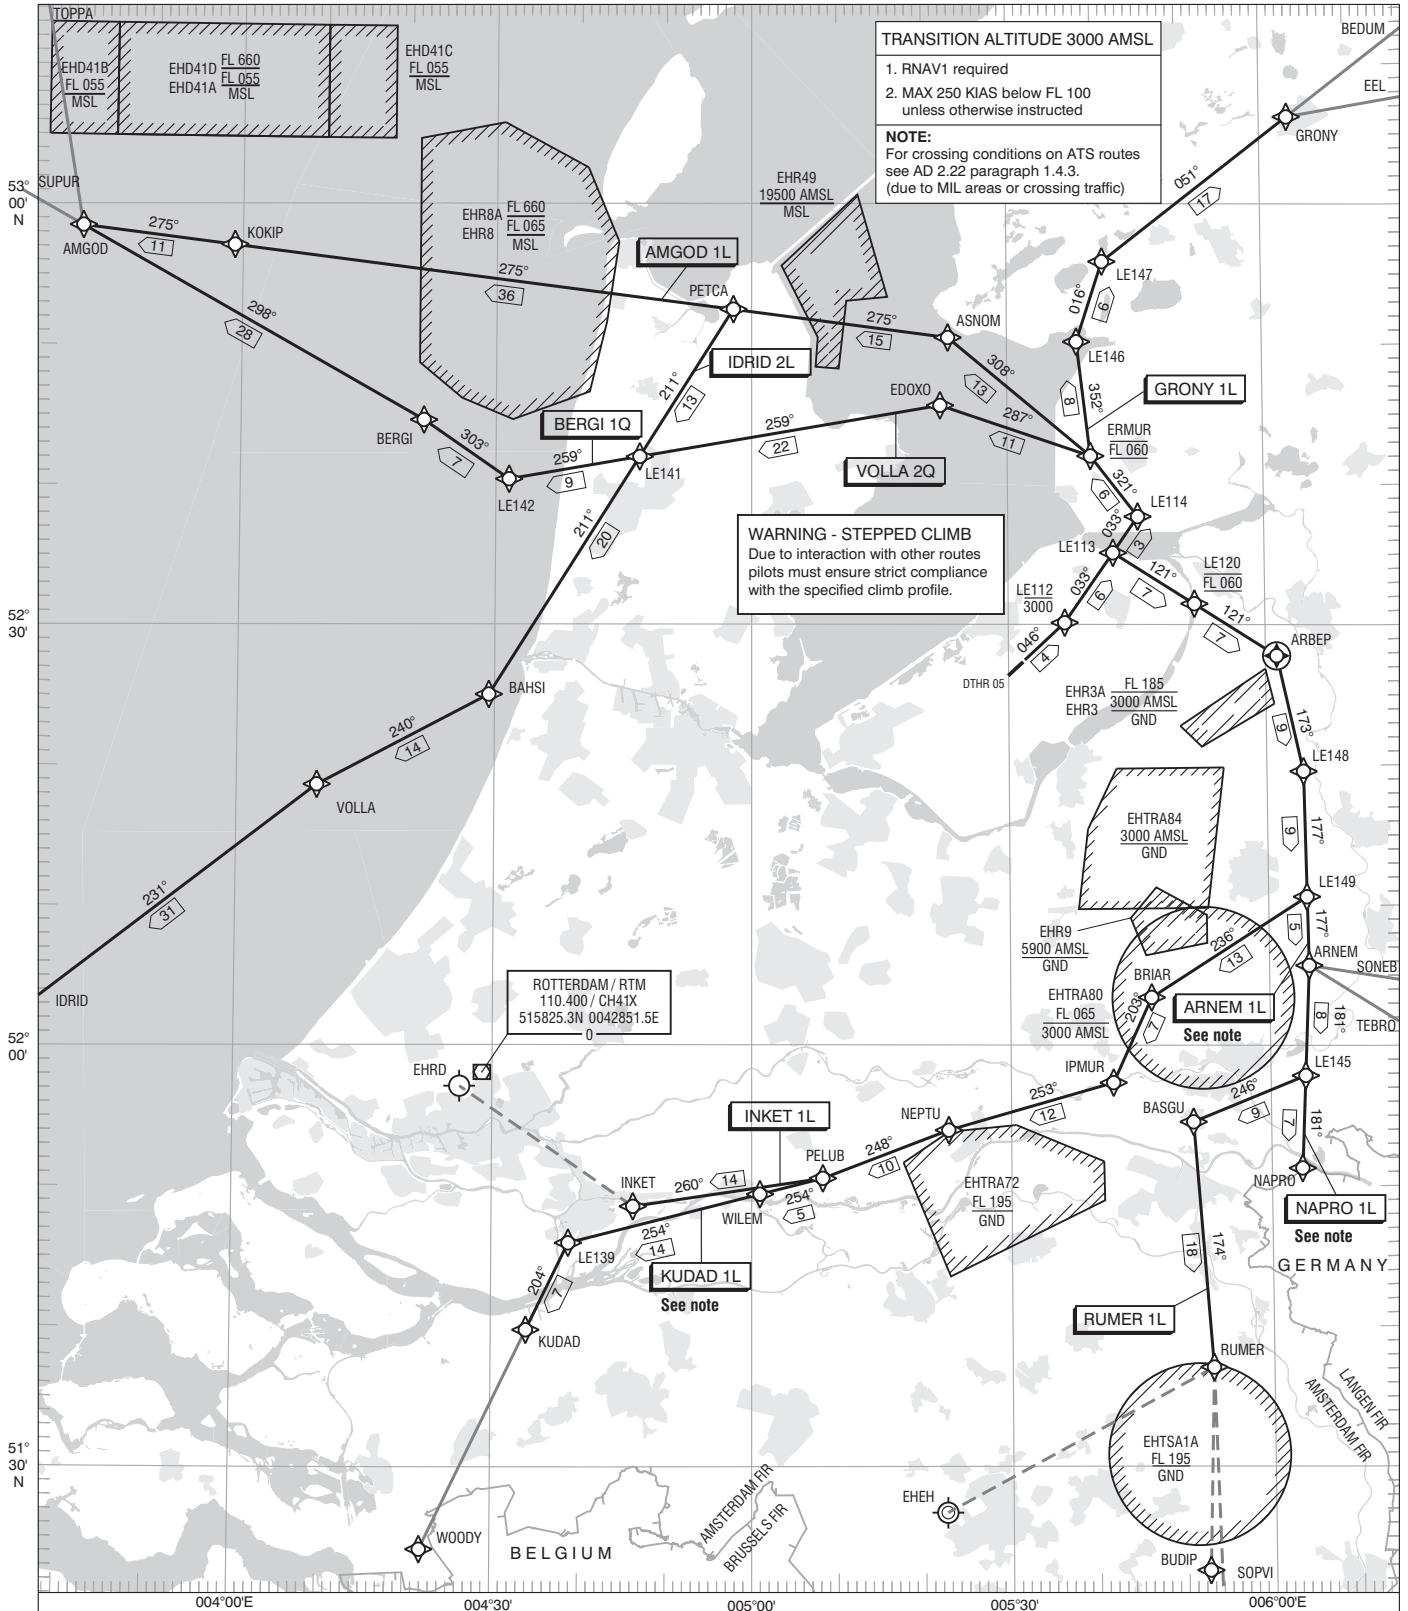 TOPPA
EHD41B
FL 055
MSL
EHD41D FL 660
EHD41A FL 055
MSL
EHD41C
FL 055
MSL
TRANSITION ALTITUDE 3000 AMSL
1. RNAV1 required
2. MAX 250 KIAS below FL 100
unless otherwise instructed
NOTE:
For crossing conditions on ATS routes
see AD 2.22 paragraph 1.4.3.
(due to MIL areas or crossing traffic)
BEDUM
EEL
GRONY
051°
17
53°
00'
N
SUPUR
AMGOD
275°
11
KOKIP
EHR8A FL 660
EHR8 FL 065
MSL
EHR49
19500 AMSL
MSL
AMGOD 1L
275°
36
PETCA
275°
15
ASNOM
LE147
016°
9
LE146
298°
28
IDRID 2L
211°
13
308°
13
352°
8
GRONY 1L
EDOXO
287°
11
ERMUR
FL 060
BERGI
303°
7
BERGI 1Q
259°
9
LE142
LE141
259°
22
VOLLA 2Q
321°
6
LE114
033°
3
LE113
WARNING - STEPPED CLIMB
Due to interaction with other routes
pilots must ensure strict compliance
with the specified climb profile.
211°
20
121°
7
LE120
FL 060
033°
6
LE112
3000
52°
30'
046°
4
121°
7
ARBEP
DTHR 05
BAHSI
240°
14
EHR3A FL 185
EHR3 3000 AMSL
GND
173°
9
LE148
VOLLA
EHTRA84
3000 AMSL
GND
177°
9
231°
31
LE149
177°
5
EHR9
5900 AMSL
GND
236°
13
ARNEM
SONEB
IDRID
ROTTERDAM / RTM
110.400 / CH41X
515825.3N 0042851.5E
0
BRIAR
EHTRA80
FL 065
3000 AMSL
203°
7
ARNEM 1L
See note
181°
8
TEBRO
52°
00'
EHRD
IPMUR
LE145
253°
12
246°
9
INKET 1L
NEPTU
BASGU
181°
7
248°
10
PELUB
NAPRO
INKET
260°
14
WILEM
254°
5
EHTRA72
FL 195
GND
NAPRO 1L
See note
LE139
254°
14
174°
18
GERMANY
KUDAD 1L
See note
204°
7
KUDAD
RUMER 1L
RUMER
LANGEN FIR
AMSTERDAM FIR
51°
30'
N
EHTSA1A
FL 195
GND
AMSTERDAM FIR
BRUSSELS FIR
EHEH
WOODY
BELGIUM
BUDIP
SOPVI
004°00'E
004°30'
005°00'
005°30'
006°00'E